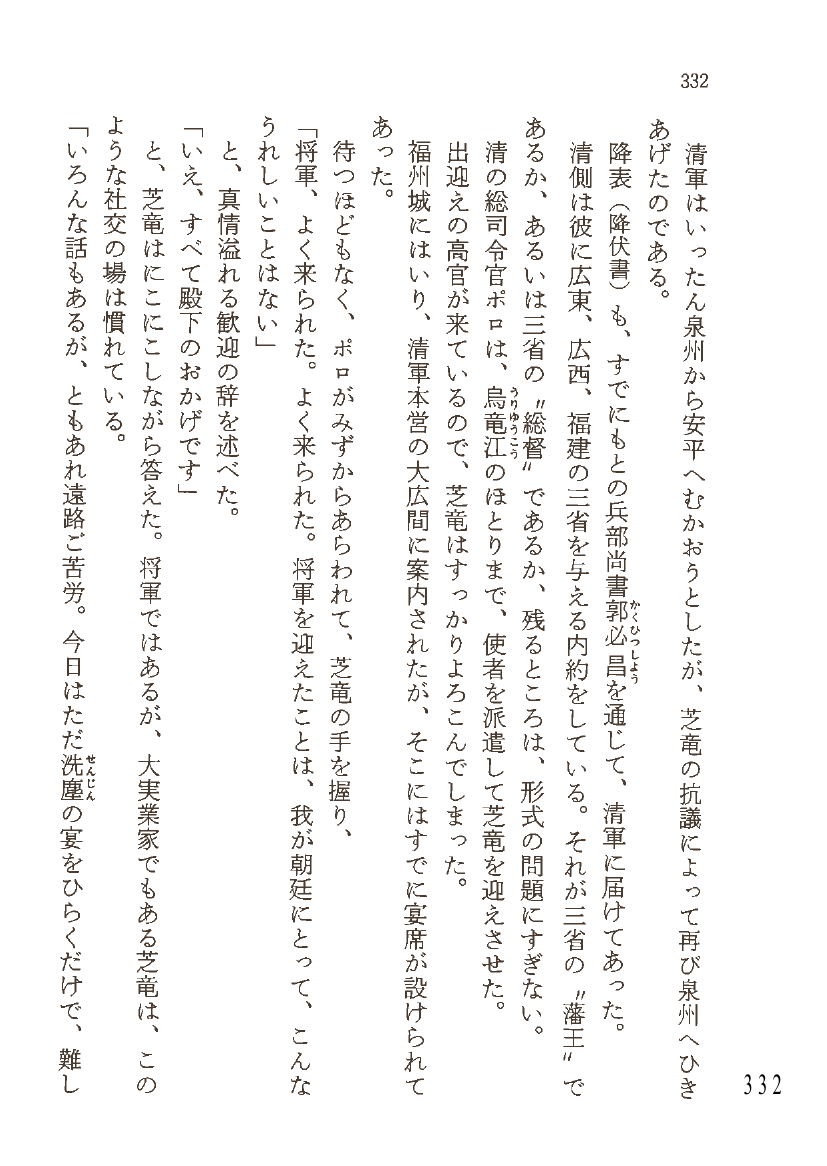 332
清軍はいったん泉州から安平へむかおうとしたが、芝竜の抗議によって再び泉州へひき
あげたのである。
降表（降伏書）も、すでにもとの兵部尚書郭必昌を通じて、清軍に届けてあった。
かくひつしよう
清側は彼に広東、広西、福建の三省を与える内約をしている。それが三省の〝藩王〟で
あるか、あるいは三省の〝総督〟であるか、残るところは、形式の問題にすぎない。
清の総司令官ポロは、烏竜江のほとりまで、使者を派遣して芝竜を迎えさせた。
うりゆうこう
出迎えの高官が来ているので、芝竜はすっかりよろこんでしまった。
福州城にはいり、清軍本営の大広間に案内されたが、そこにはすでに宴席が設けられて
あった。
待つほどもなく、ポロがみずからあらわれて、芝竜の手を握り、
「将軍、よく来られた。よく来られた。将軍を迎えたことは、我が朝廷にとって、こんな
うれしいことはない」
と、真情溢れる歓迎の辞を述べた。
「いえ、すべて殿下のおかげです」
と、芝竜はにこにこしながら答えた。将軍ではあるが、大実業家でもある芝竜は、この
ような社交の場は慣れている。
「いろんな話もあるが、ともあれ遠路ご苦労。今日はただ洗塵の宴をひらくだけで、難し
せんじん
332